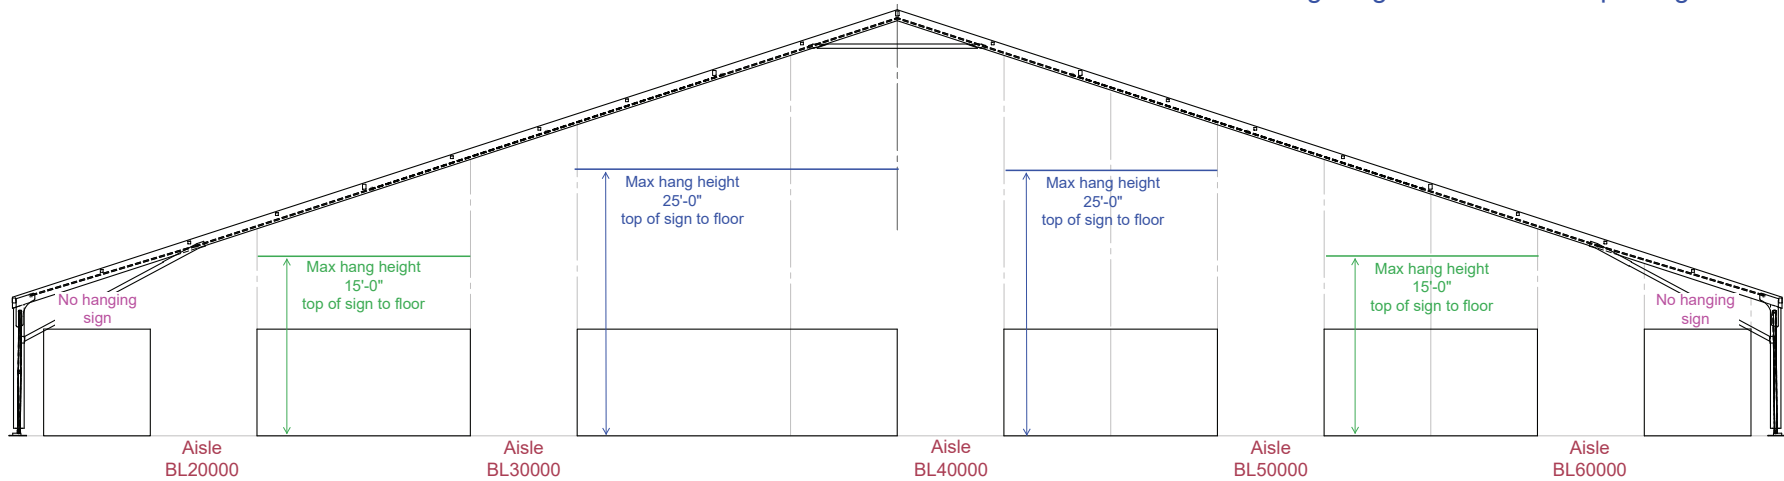 Max hang height
25'-0"
top of sign to floor
Max hang height
25'-0"
top of sign to floor
Max hang height
15'-0"
top of sign to floor
Max hang height
15'-0"
top of sign to floor
No hanging
sign
No hanging
sign
Aisle
BL20000
Aisle
BL30000
Aisle
BL40000
Aisle
BL50000
Aisle
BL60000